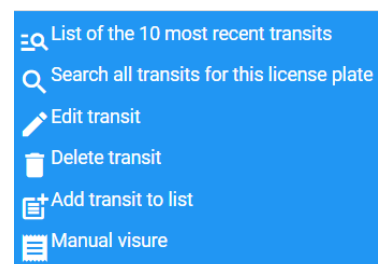 List of the 10 most recent transits
Search all transits for this license plate
Edit transit
Delete transit
Add transit to list
Manual visure